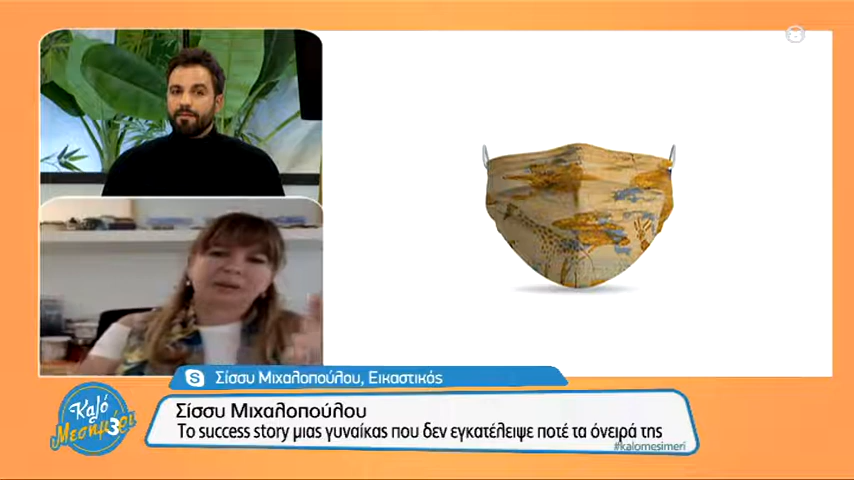 Σίσσυ Μιχαλοπούλου, Εικαστικός
Σίσσυ Μιχαλοπούλου
Το success story μιας γυναίκας που δεν εγκατέλειψε ποτέ τα όνειρά της
#kalomesimeri
Καλό
Μεσημ3ρι
S